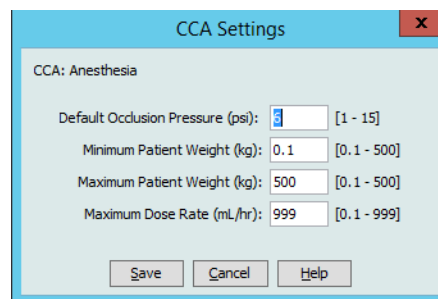 CCA Settings
x
CCA: Anesthesia
Default Occlusion Pressure (psi): 6 [1 - 15]
Minimum Patient Weight (kg): 0.1 [0.1 - 500]
Maximum Patient Weight (kg): 500 [0.1 - 500]
Maximum Dose Rate (mL/hr): 999 [0.1 - 999]
Save Cancel Help